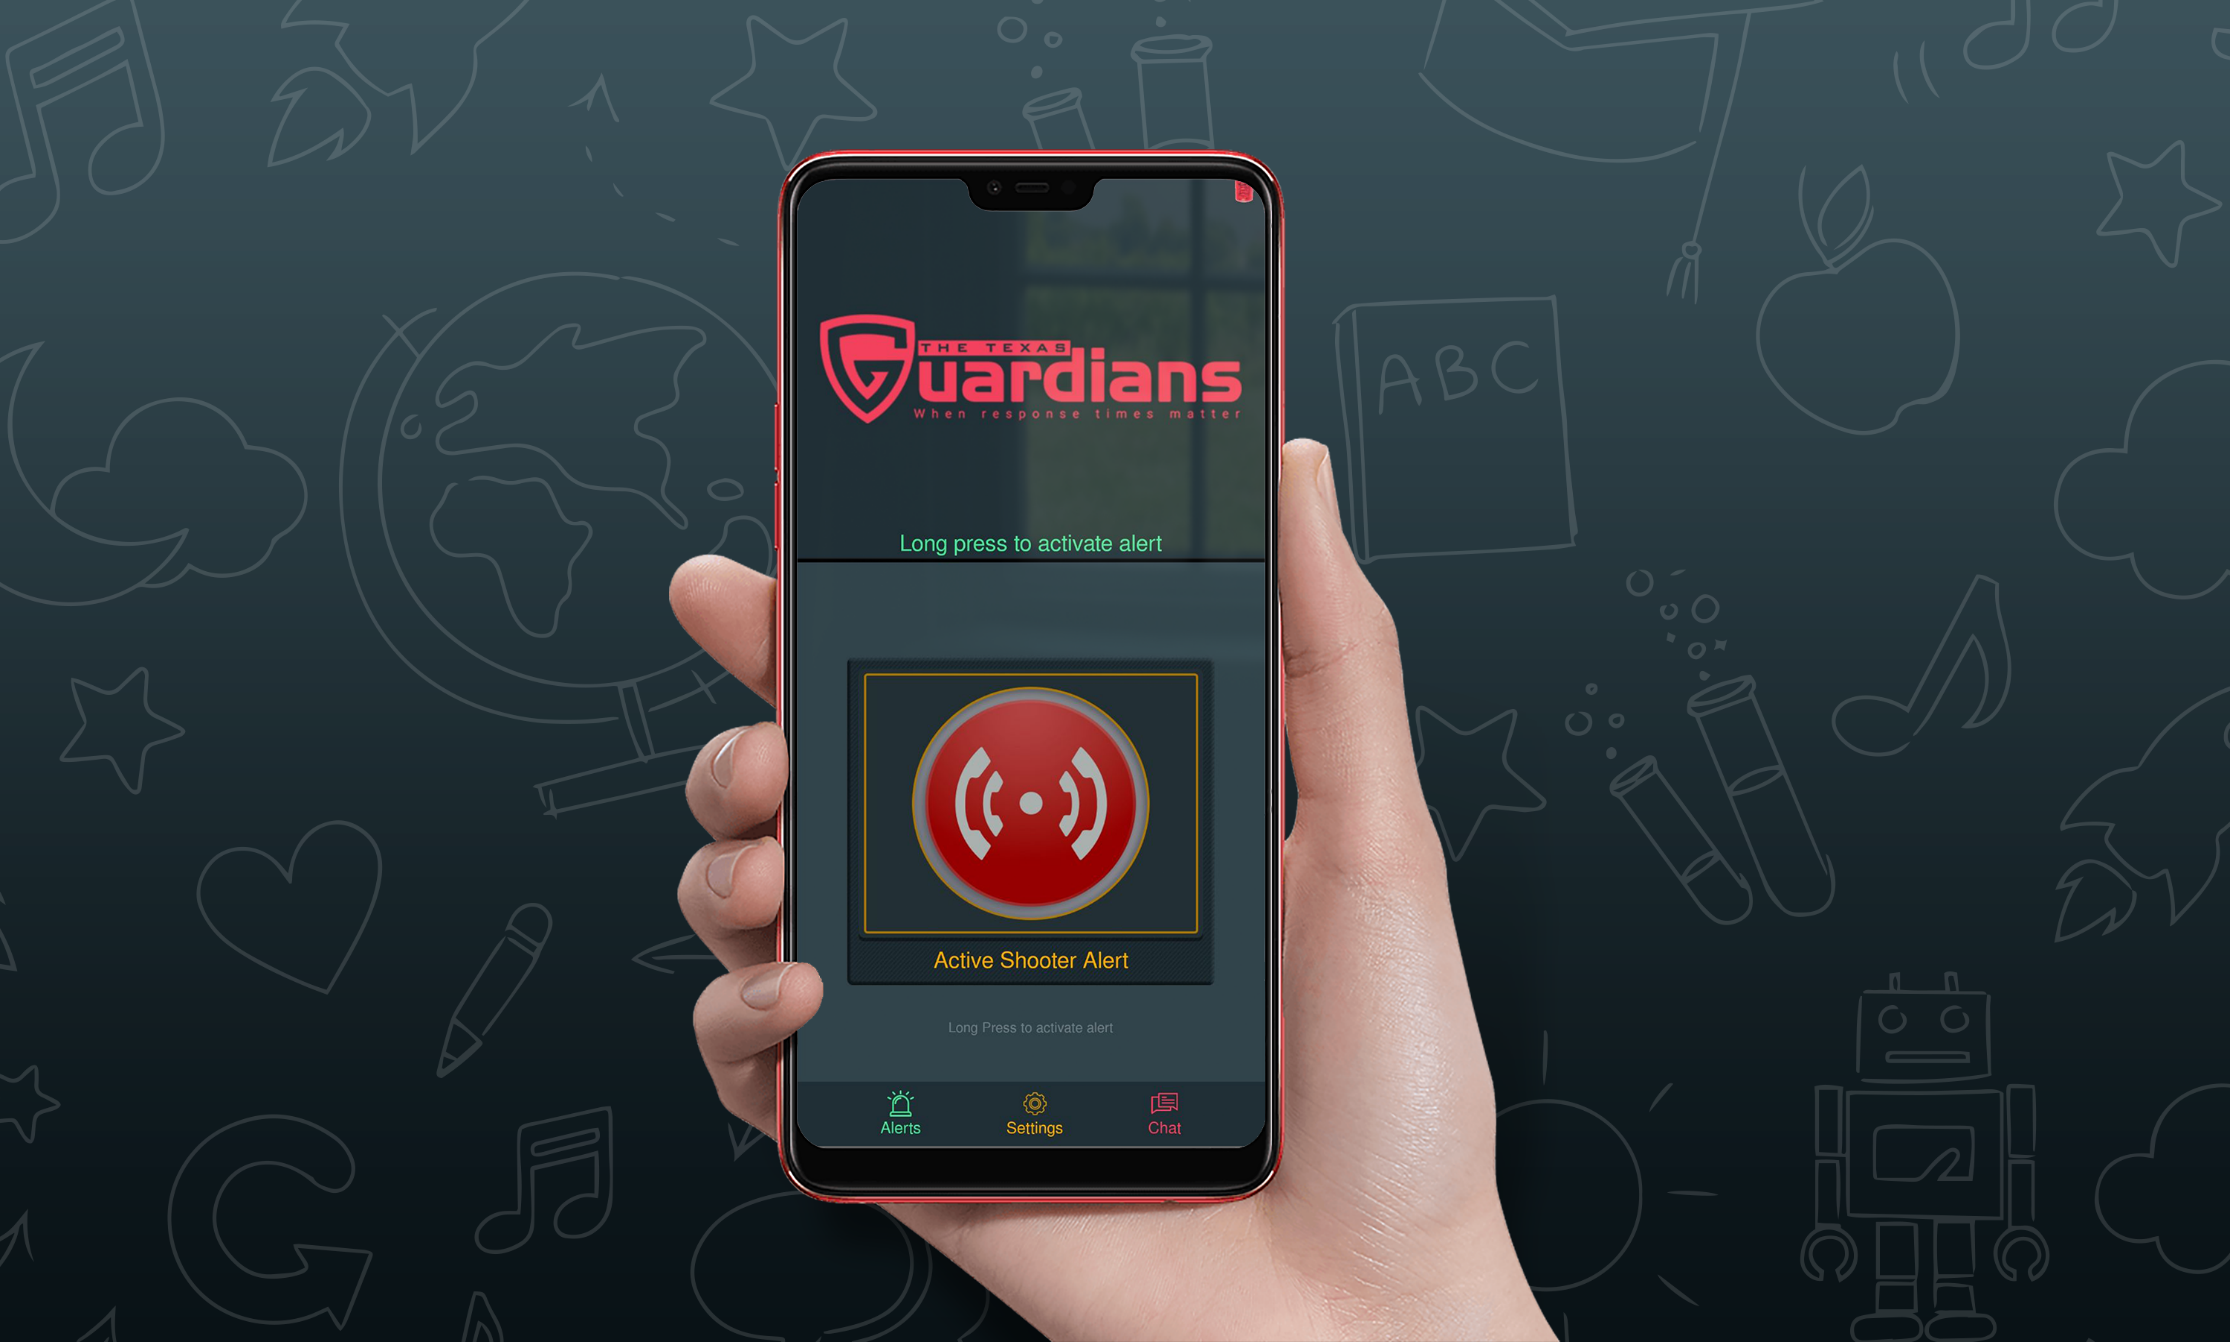 THE TEXAS
Guardians
When response times matter
Long press to activate alert
Active Shooter Alert
Long Press to activate alert
Alerts Settings Chat
ABC